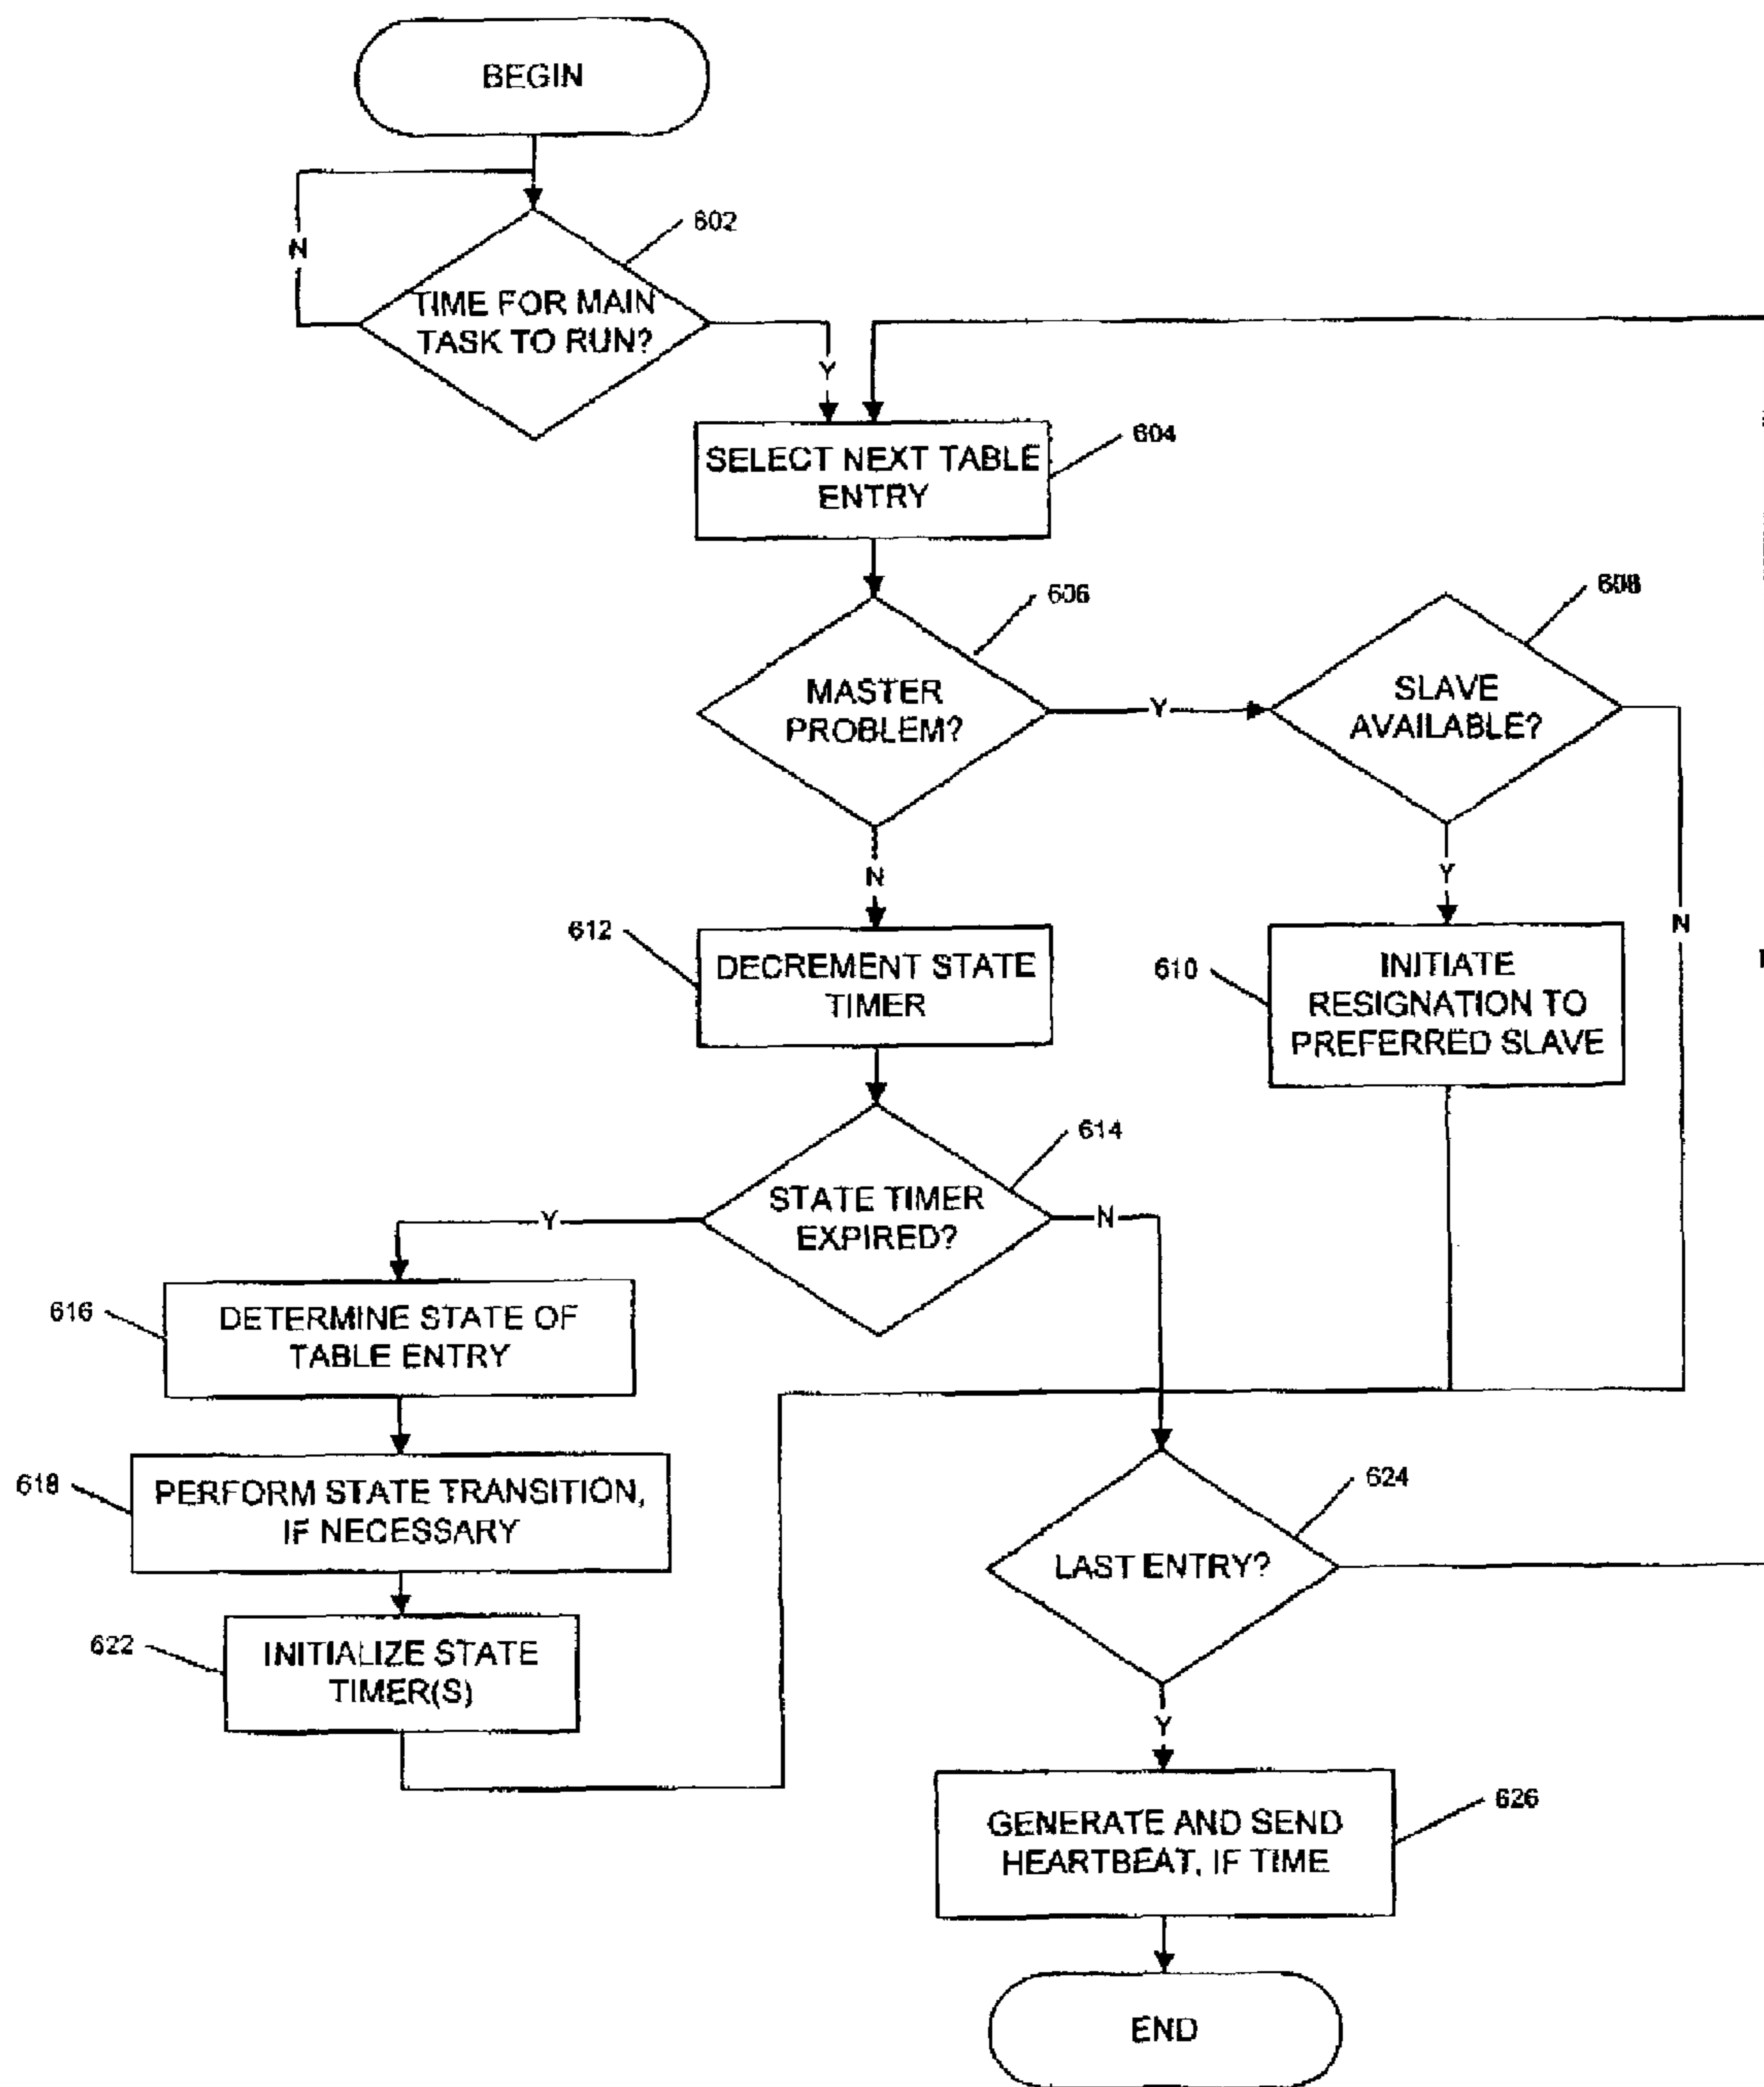 BEGIN
602
N
TIME FOR MAIN
TASK TO RUN?
Y
604
SELECT NEXT TABLE
ENTRY
606
608
MASTER
PROBLEM?
Y
SLAVE
AVAILABLE?
N
Y
N
612
DECREMENT STATE
TIMER
610
INITIATE
RESIGNATION TO
PREFERRED SLAVE
614
STATE TIMER
EXPIRED?
Y
N
616
DETERMINE STATE OF
TABLE ENTRY
618
PERFORM STATE TRANSITION,
IF NECESSARY
624
LAST ENTRY?
622
INITIALIZE STATE
TIMER(S)
Y
626
GENERATE AND SEND
HEARTBEAT, IF TIME
END